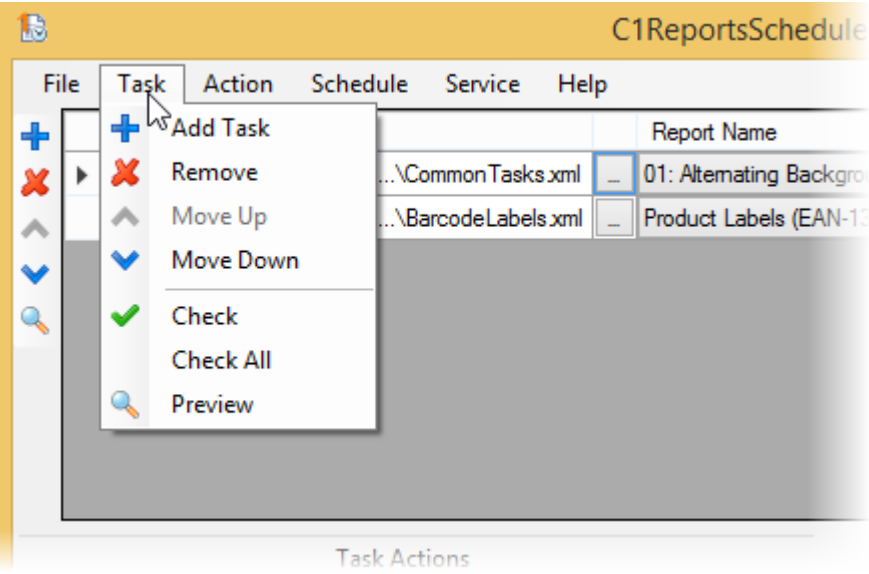 C1ReportsSchedule
File Task Action Schedule Service Help
Add Task
Report Name
Remove
...\CommonTasks.xml ... 01: Alternating Backgro
Move Up
...\BarcodeLabels.xml ... Product Labels (EAN-13
Move Down
Check
Check All
Preview
Task Actions